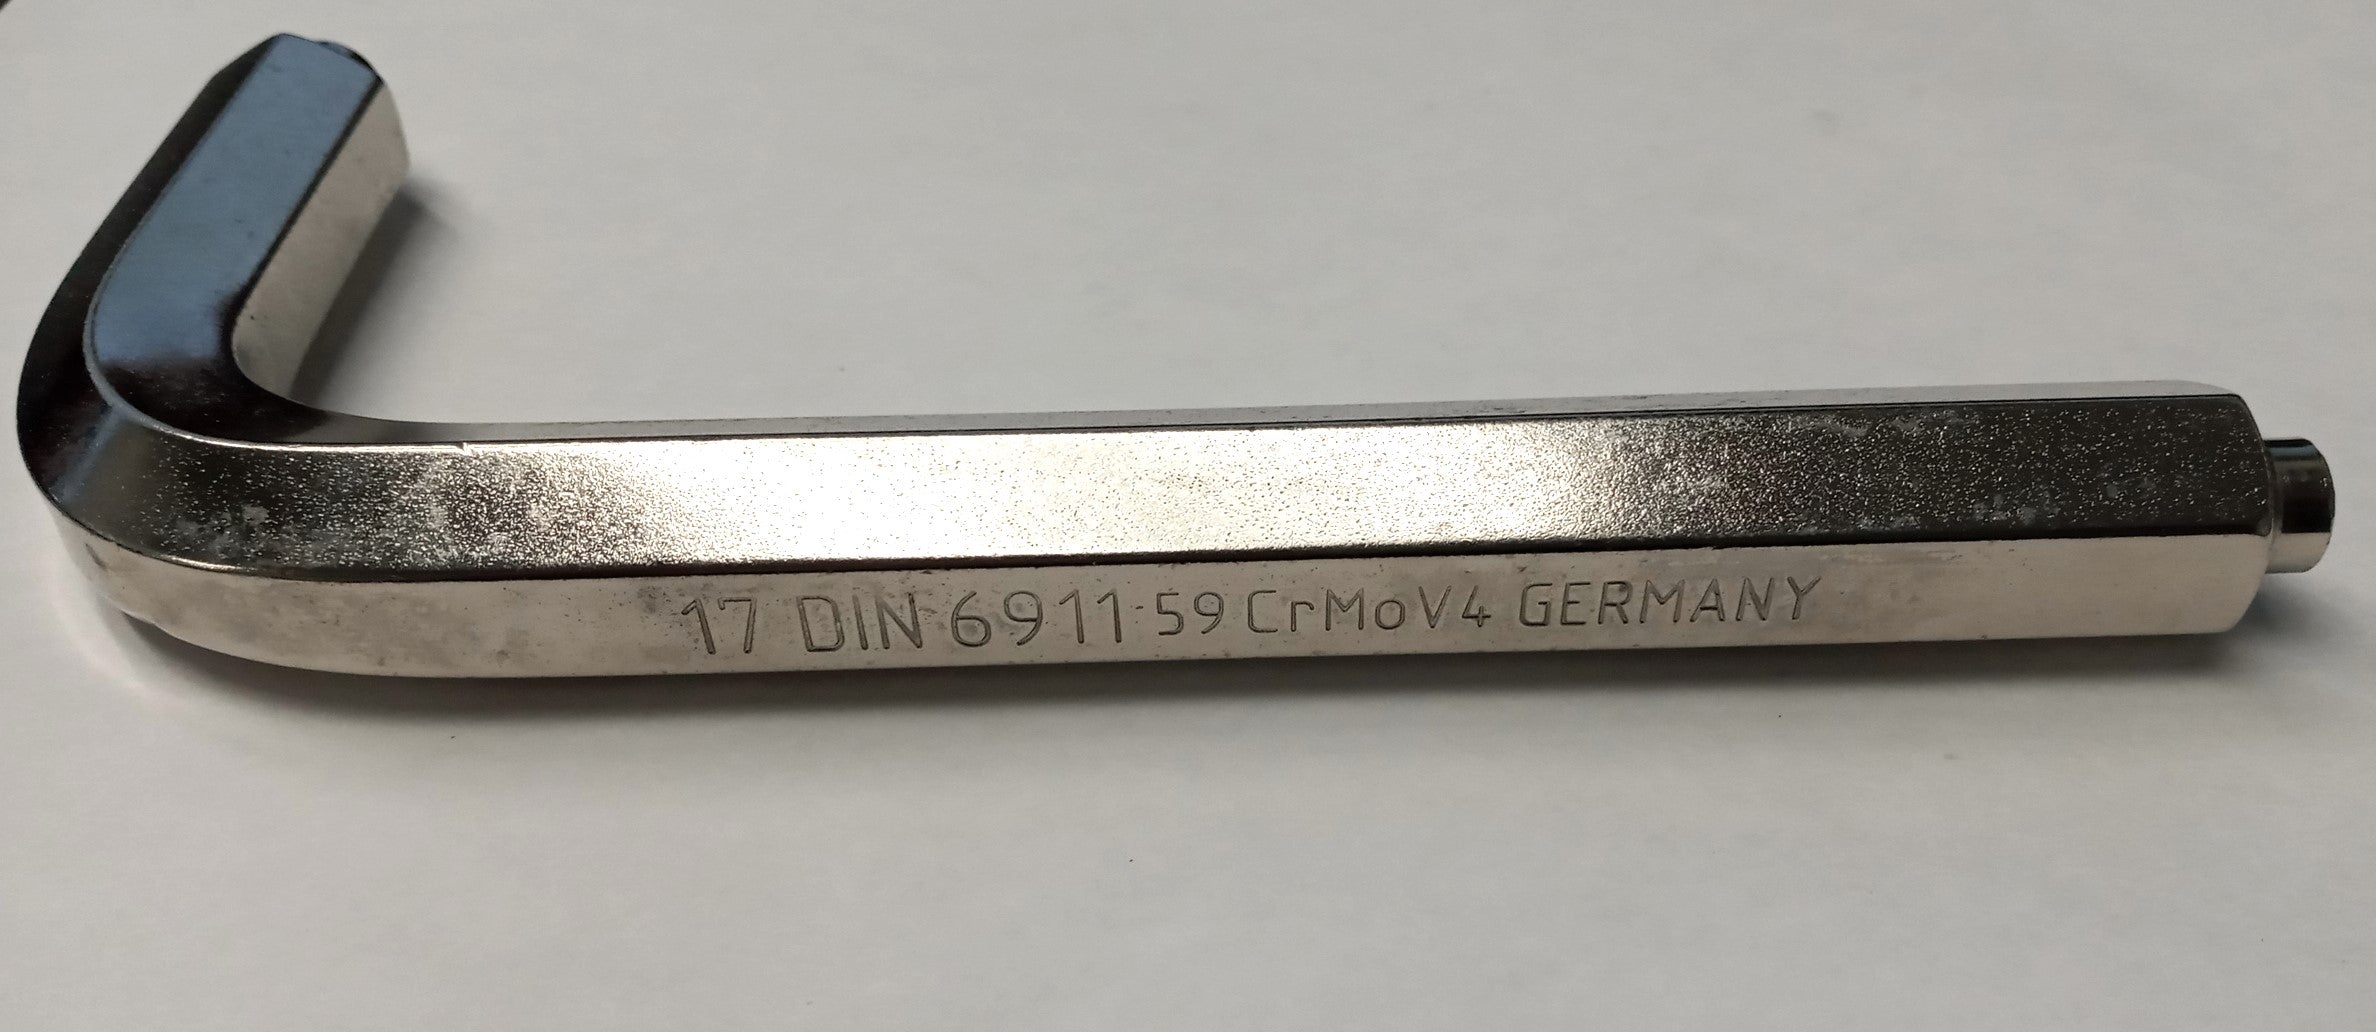 17 DIN 6911-59 CrMoV4 GERMANY